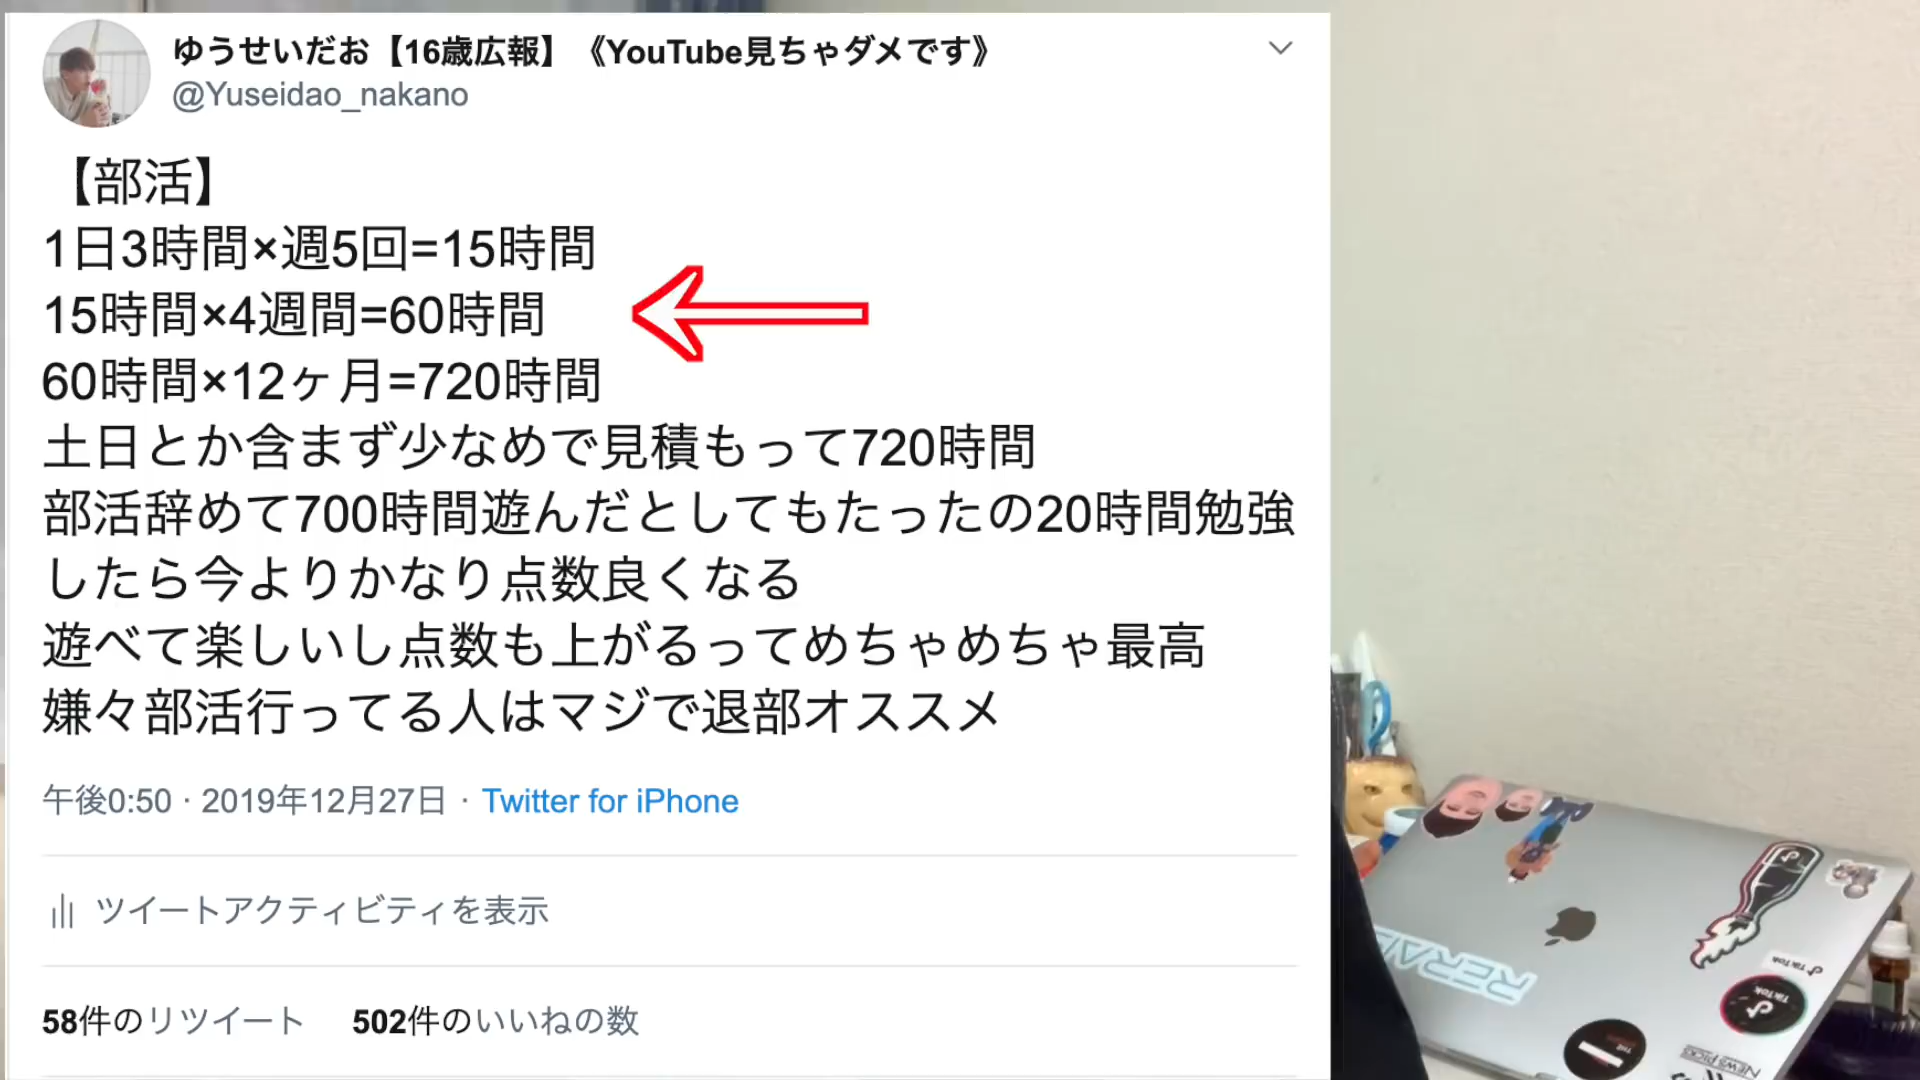 ゆうせいだお【16歳広報】《YouTube見ちゃダメです》
@Yuseidao_nakano
【部活】
1日3時間×週5回=15時間
15時間×4週間=60時間
60時間×12ヶ月=720時間
土日とか含まず少なめで見積もって720時間
部活辞めて700時間遊んだとしてもたったの20時間勉強
したら今よりかなり点数良くなる
遊べて楽しいし点数も上がるってめちゃめちゃ最高
嫌々部活行ってる人はマジで退部オススメ
午後0:50 · 2019年12月27日 · Twitter for iPhone
ツイートアクティビティを表示
58件のリツイート 502件のいいねの数
TikTok
TikTok
NEWS PICKS